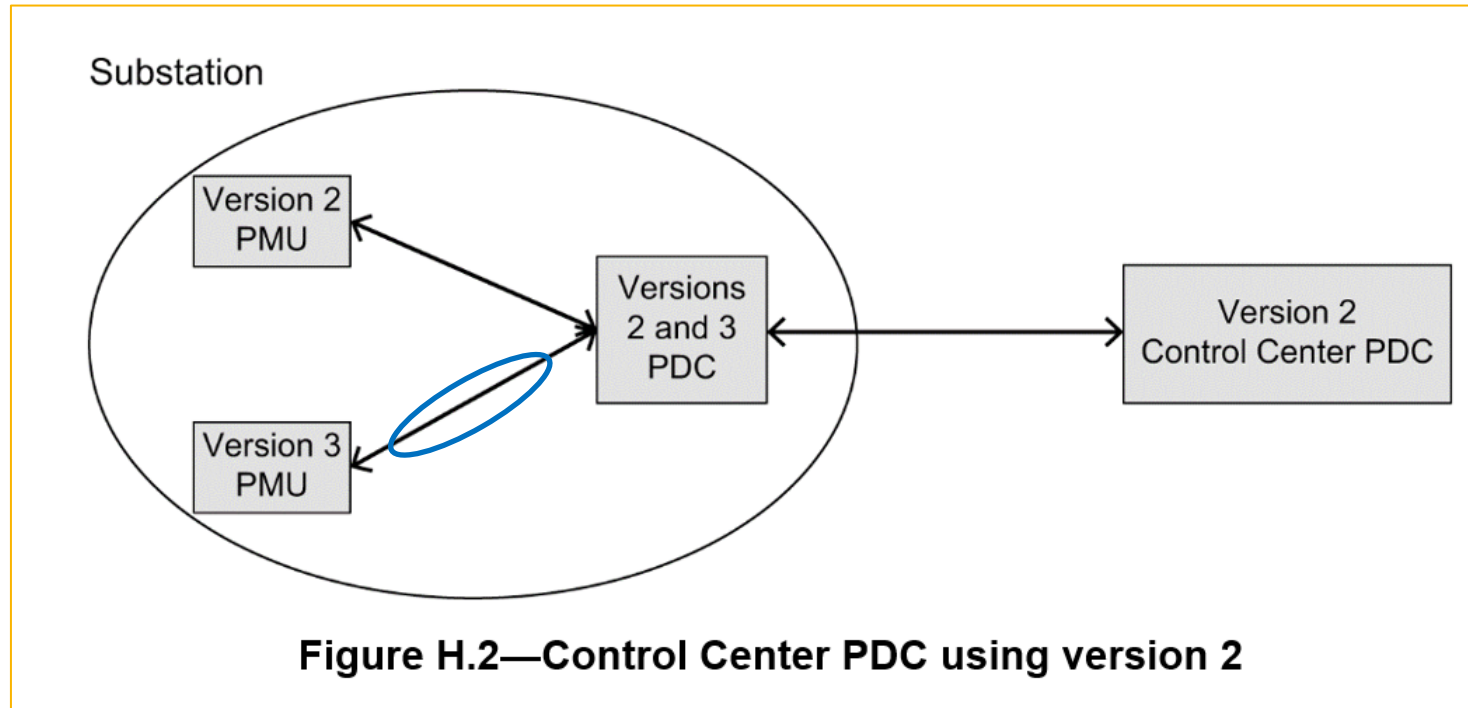 Substation
Version 2
PMU
Versions
2 and 3
PDC
Version 2
Control Center PDC
Version 3
PMU
Figure H.2—Control Center PDC using version 2